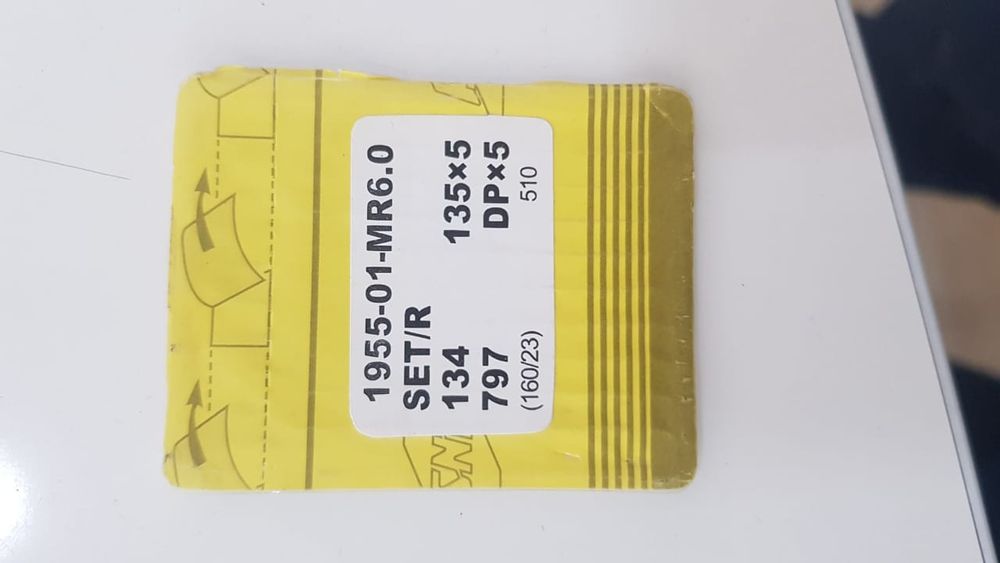 1955-01-MR6.0
SET/R
134 135×5
797 DP×5
(160/23) 510